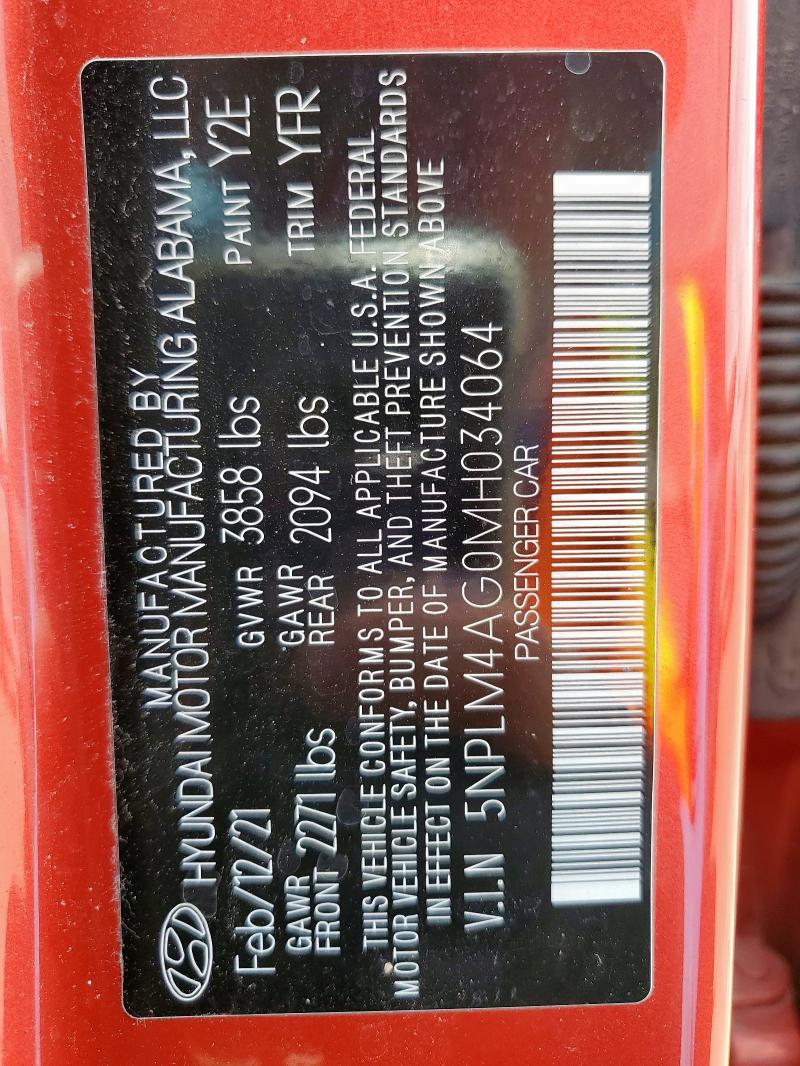 MANUFACTURED BY
HYUNDAI MOTOR MANUFACTURING ALABAMA, LLC
Feb/12/21 GVWR 3858 lbs PAINT Y2E
GAWR FRONT 2271 lbs GAWR REAR 2094 lbs TRIM YFR
THIS VEHICLE CONFORMS TO ALL APPLICABLE U.S.A. FEDERAL
MOTOR VEHICLE SAFETY, BUMPER, AND THEFT PREVENTION STANDARDS
IN EFFECT ON THE DATE OF MANUFACTURE SHOWN ABOVE
V.I.N 5NPLM4AG0MH034064
PASSENGER CAR